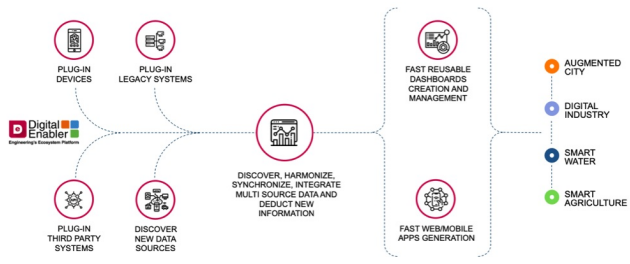 PLUG-IN
DEVICES
PLUG-IN
LEGACY SYSTEMS
Digital
Enabler
Engineering's Ecosystem Platform
PLUG-IN
THIRD PARTY
SYSTEMS
DISCOVER
NEW DATA
SOURCES
DISCOVER, HARMONIZE,
SYNCHRONIZE, INTEGRATE
MULTI SOURCE DATA AND
DEDUCT NEW
INFORMATION
FAST REUSABLE
DASHBOARDS
CREATION AND
MANAGEMENT
FAST WEB/MOBILE
APPS GENERATION
AUGMENTED
CITY
DIGITAL
INDUSTRY
SMART
WATER
SMART
AGRICULTURE